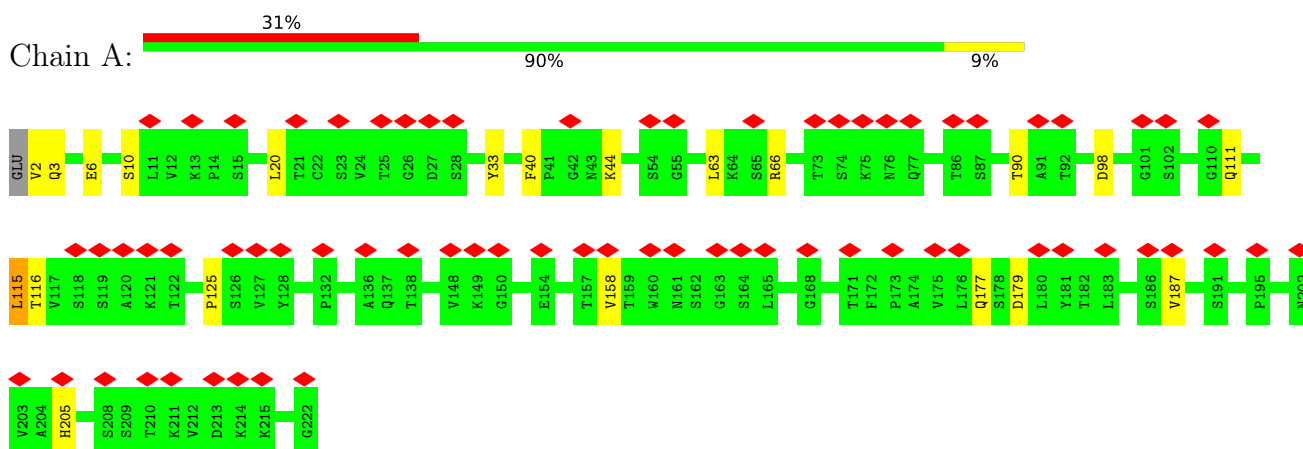 31%
Chain A:
90% 9%
GLU V2 Q3 E6 S10 L11 V12 K13 P14 S15 L20 T21 C22 S23 V24 T25 G26 D27 S28 Y33 F40 P41 G42 N43 K44 S54 G55 L63 K64 S65 R66 T73 S74 K75 N76 Q77 T86 S87 T90 A91 T92 D98 G101 S102 G110 Q111
L115 T116 V117 S118 S119 A120 K121 T122 P125 S126 V127 Y128 P132 A136 Q137 T138 V148 K149 G150 E154 T157 V158 T159 W160 N161 S162 G163 S164 L165 G168 T171 F172 P173 A174 V175 L176 Q177 S178 D179 L180 Y181 T182 L183 S186 V187 S191 P195 N202
V203 A204 H205 S208 S209 T210 K211 V212 D213 K214 K215 G222